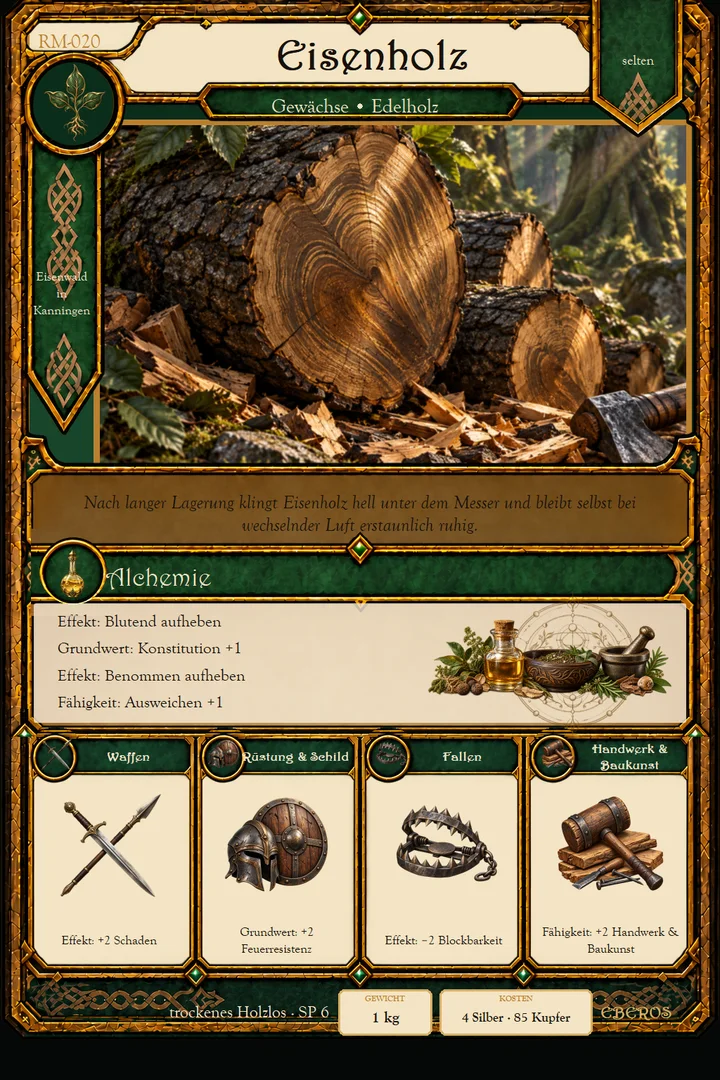 RM-020
Eisenholz
selten
Gewächse • Edelholz
Eisenwald
in
Kanningen
Nach langer Lagerung klingt Eisenholz hell unter dem Messer und bleibt selbst bei
wechselnder Luft erstaunlich ruhig.
Alchemie
Effekt: Blutend aufheben
Grundwert: Konstitution +1
Effekt: Benommen aufheben
Fähigkeit: Ausweichen +1
Waffen
Rüstung & Schild
Fallen
Handwerk &
Baukunst
Effekt: +2 Schaden
Grundwert: +2
Feuerresistenz
Effekt: −2 Blockbarkeit
Fähigkeit: +2 Handwerk &
Baukunst
trockenes Holzlos · SP 6
GEWICHT
1 kg
KOSTEN
4 Silber · 85 Kupfer
EBEROS